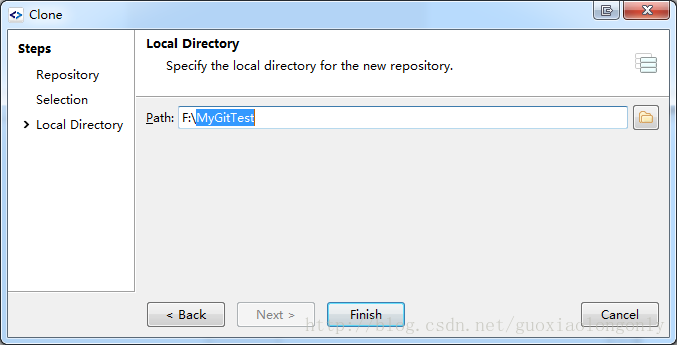 Clone
Steps
Repository
Selection
Local Directory
Local Directory
Specify the local directory for the new repository.
Path: F:\MyGitTest
< Back Next > Finish Cancel
http://blog.csdn.net/guoxiaolongonly